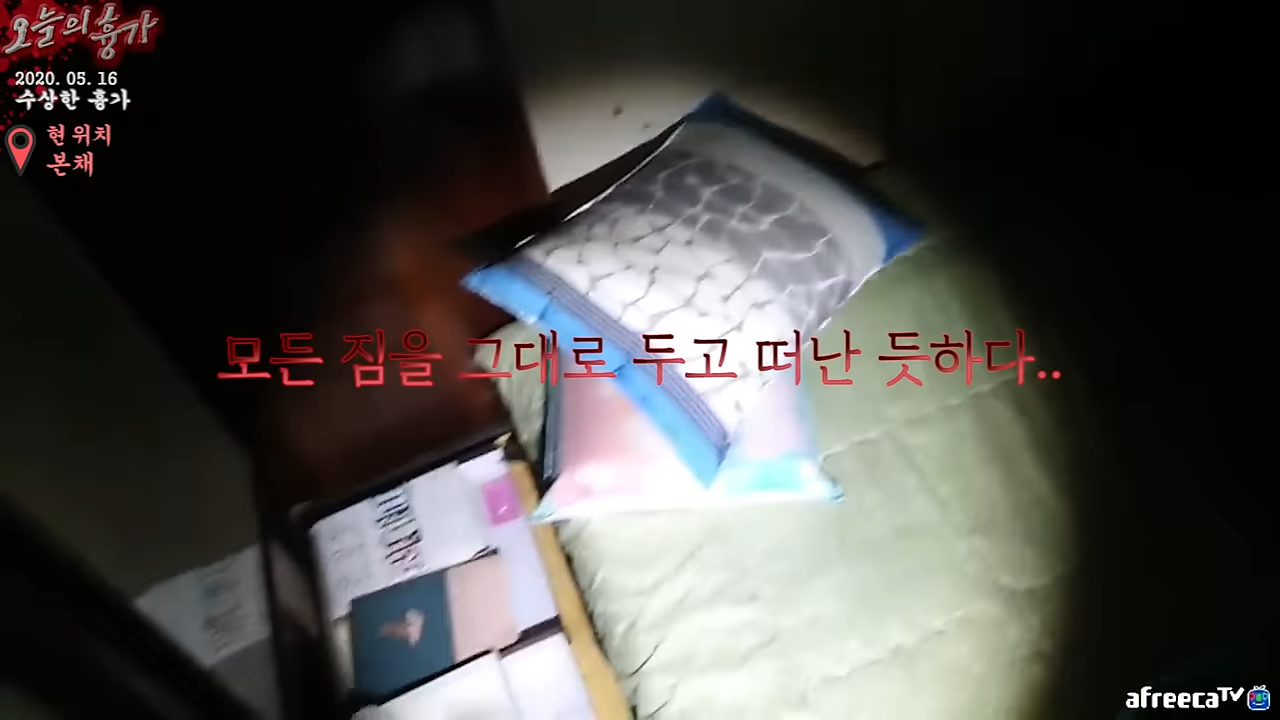 오늘의 흉가
2020. 05. 16
수상한 흉가
현 위치
본채
모든 짐을 그대로 두고 떠난 듯하다..
afreecaTV